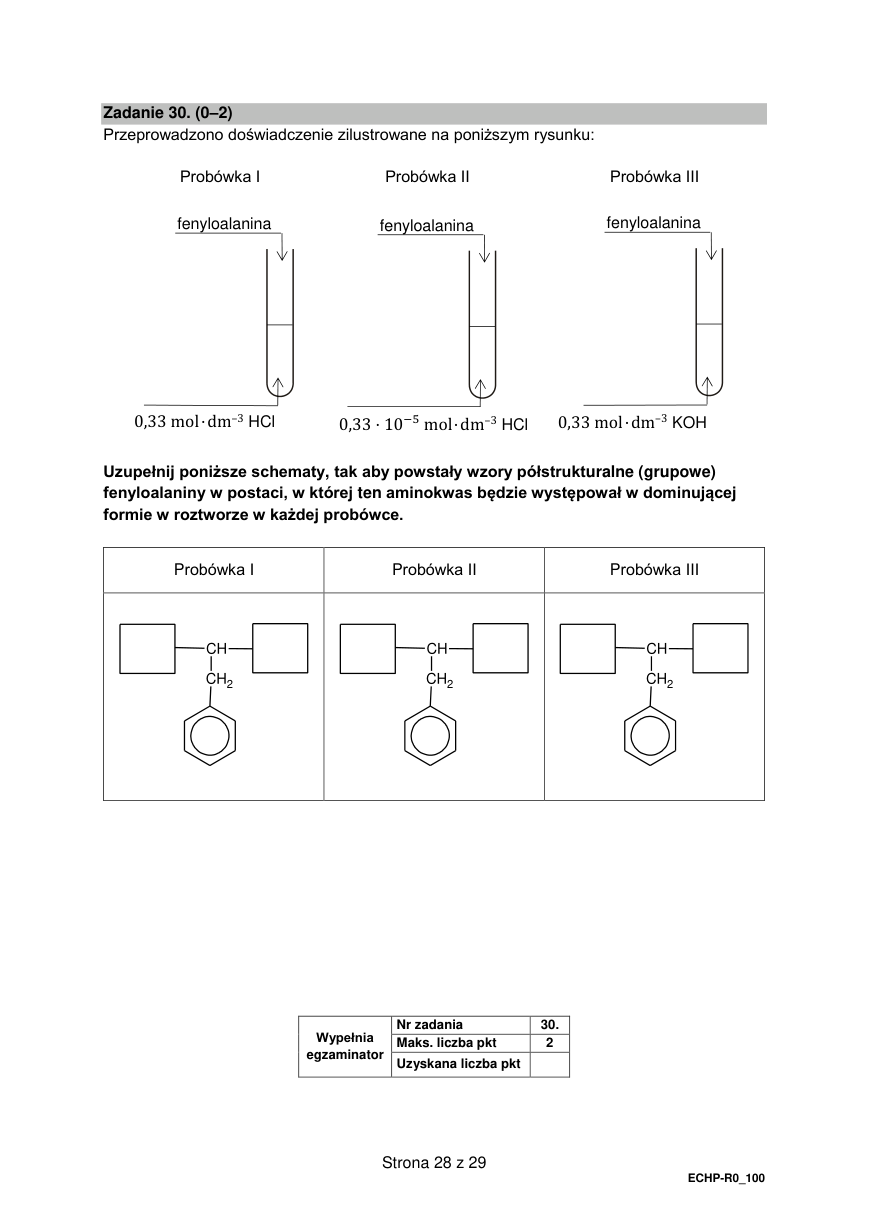 Zadanie 30. (0–2)
Przeprowadzono doświadczenie zilustrowane na poniższym rysunku:
Probówka I Probówka II Probówka III
fenyloalanina fenyloalanina fenyloalanina
0,33 mol·dm⁻³ HCl 0,33 · 10⁻⁵ mol·dm⁻³ HCl 0,33 mol·dm⁻³ KOH
Uzupełnij poniższe schematy, tak aby powstały wzory półstrukturalne (grupowe)
fenyloalaniny w postaci, w której ten aminokwas będzie występował w dominującej
formie w roztworze w każdej probówce.
Probówka I Probówka II Probówka III
CH CH CH
CH₂ CH₂ CH₂
Wypełnia
egzaminator
Nr zadania 30.
Maks. liczba pkt 2
Uzyskana liczba pkt
Strona 28 z 29
ECHP-R0_100